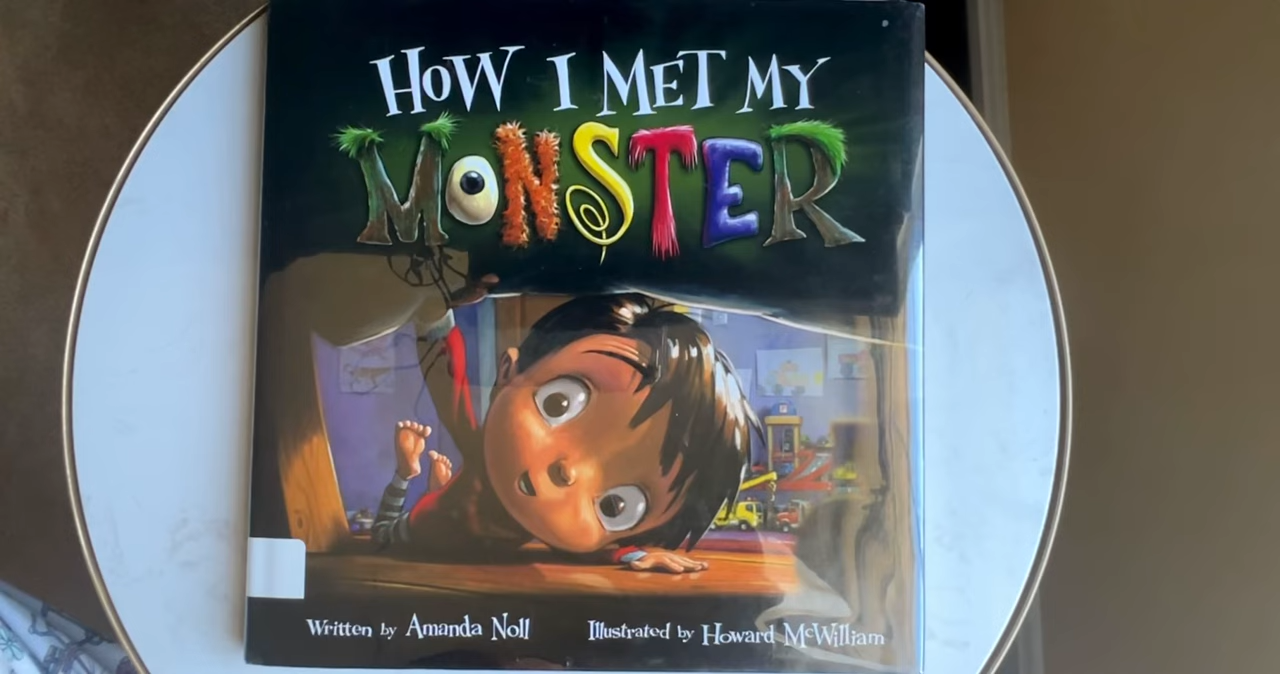 HOW I MET MY
MONSTER
Written by Amanda Noll
Illustrated by Howard McWilliam